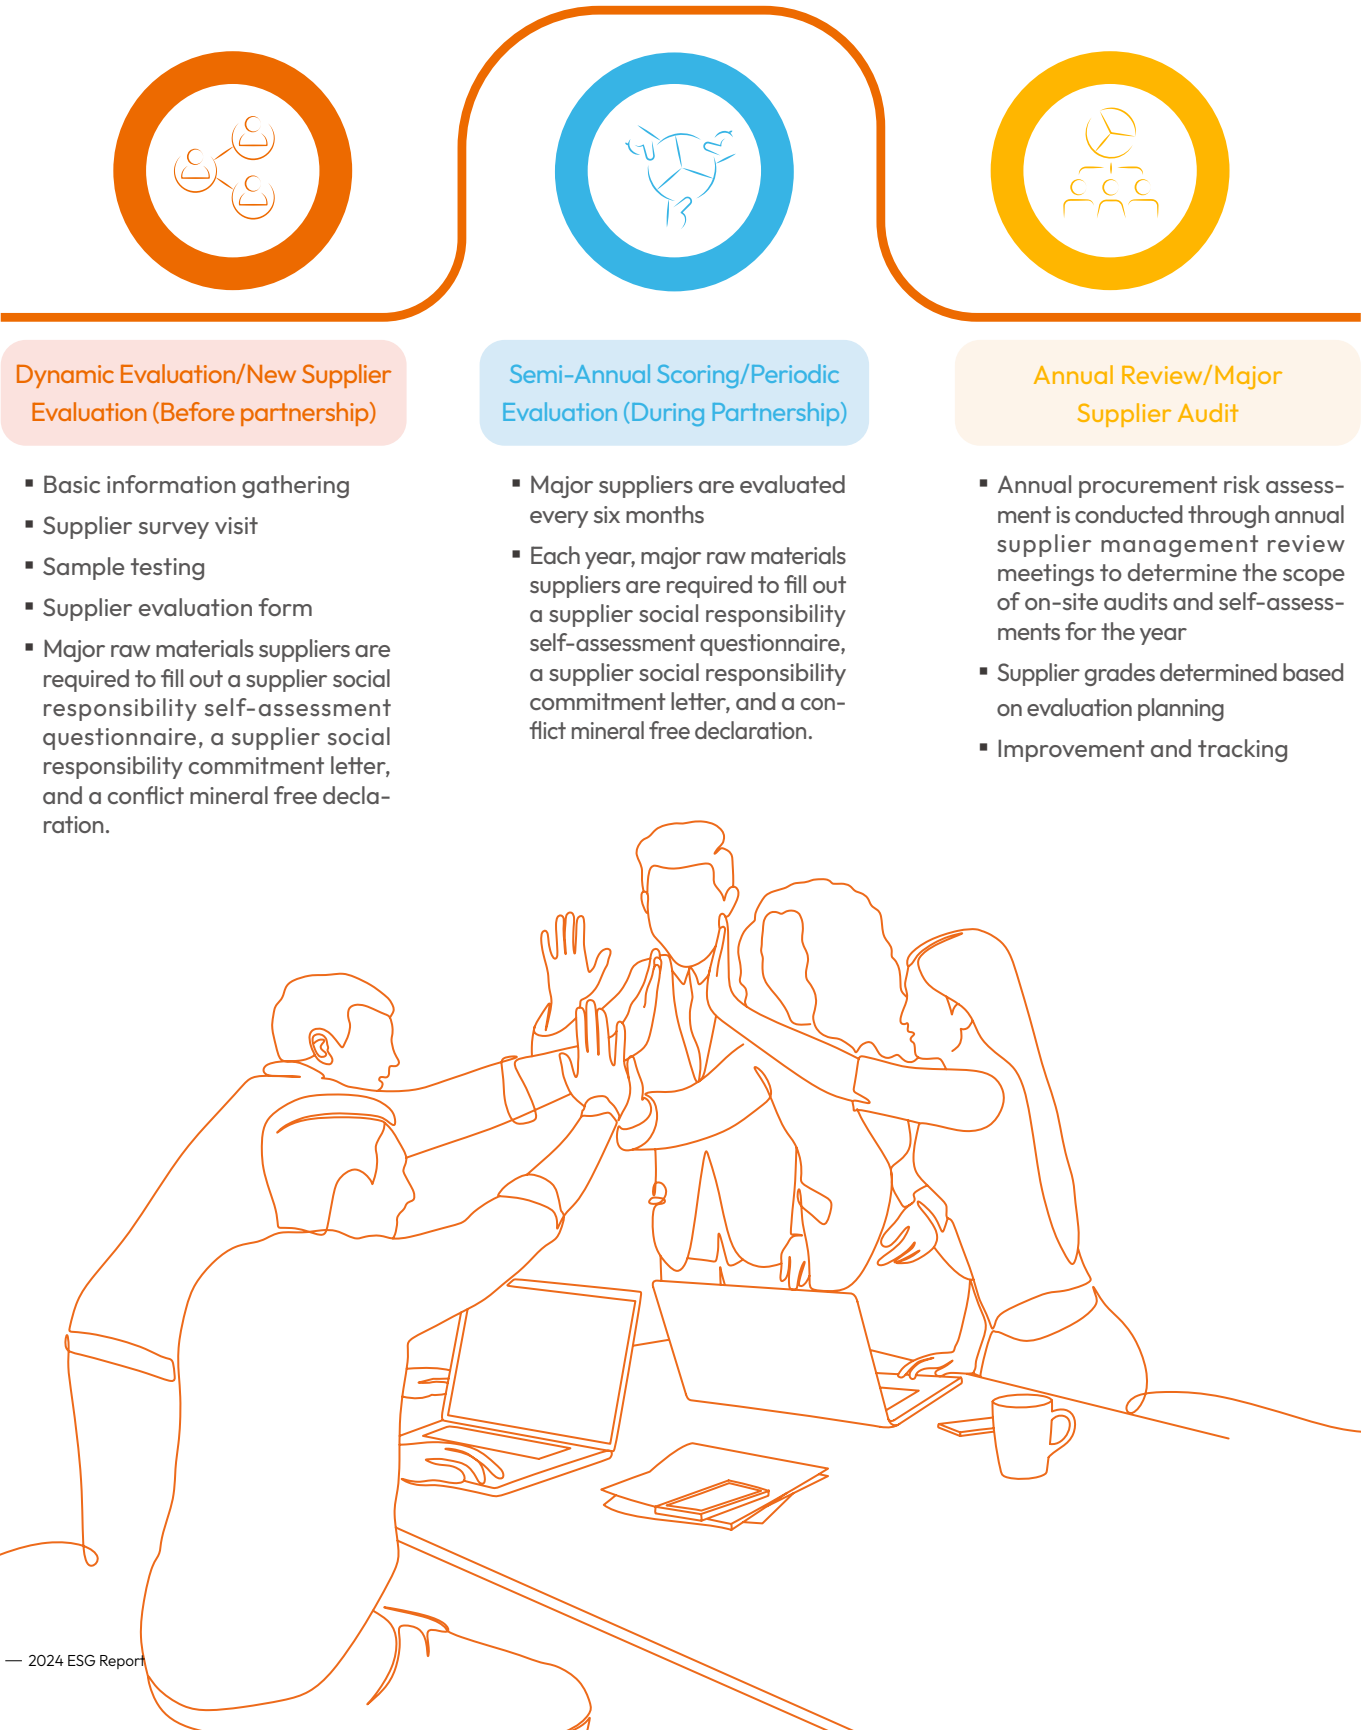 Dynamic Evaluation/New Supplier
Evaluation (Before partnership)
▪ Basic information gathering
▪ Supplier survey visit
▪ Sample testing
▪ Supplier evaluation form
▪ Major raw materials suppliers are
required to fill out a supplier social
responsibility self-assessment
questionnaire, a supplier social
responsibility commitment letter,
and a conflict mineral free decla-
ration.
Semi-Annual Scoring/Periodic
Evaluation (During Partnership)
▪ Major suppliers are evaluated
every six months
▪ Each year, major raw materials
suppliers are required to fill out
a supplier social responsibility
self-assessment questionnaire,
a supplier social responsibility
commitment letter, and a con-
flict mineral free declaration.
Annual Review/Major
Supplier Audit
▪ Annual procurement risk assess-
ment is conducted through annual
supplier management review
meetings to determine the scope
of on-site audits and self-assess-
ments for the year
▪ Supplier grades determined based
on evaluation planning
▪ Improvement and tracking
— 2024 ESG Report